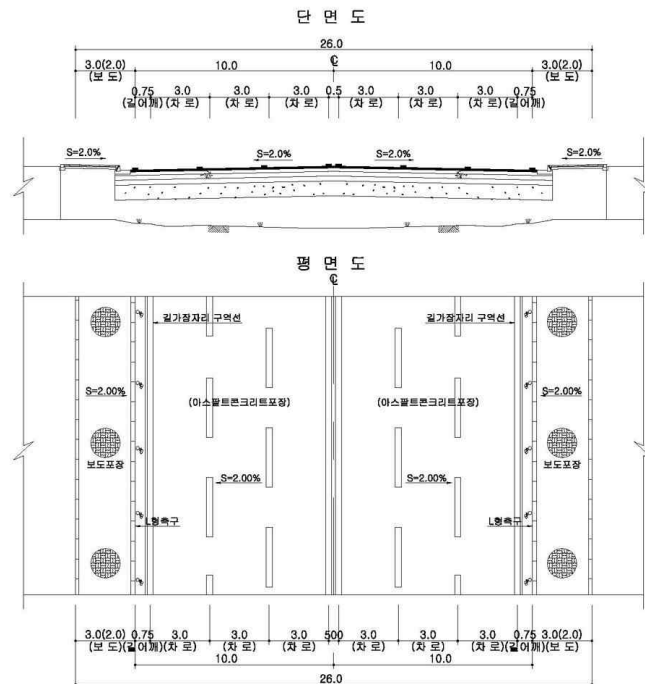 단 면 도
26.0
3.0(2.0) 10.0 ℄ 10.0 3.0(2.0)
(보 도) (보 도)
0.75 3.0 3.0 3.0 0.5 3.0 3.0 3.0 0.75
(길어깨) (차 로) (차 로) (차 로) (차 로) (차 로) (차 로) (길어깨)
S=2.0% S=2.0% S=2.0% S=2.0%
평 면 도
℄
길가장자리 구역선 길가장자리 구역선
S=2.00% S=2.00%
(아스팔트콘크리트포장) (아스팔트콘크리트포장)
보도포장 보도포장
S=2.00% S=2.00%
L형측구 L형측구
3.0(2.0) 0.75 3.0 3.0 3.0 500 3.0 3.0 3.0 0.75 3.0(2.0)
(보 도) (길어깨) (차 로) (차 로) (차 로) (차 로) (차 로) (차 로) (길어깨) (보 도)
10.0 10.0
26.0